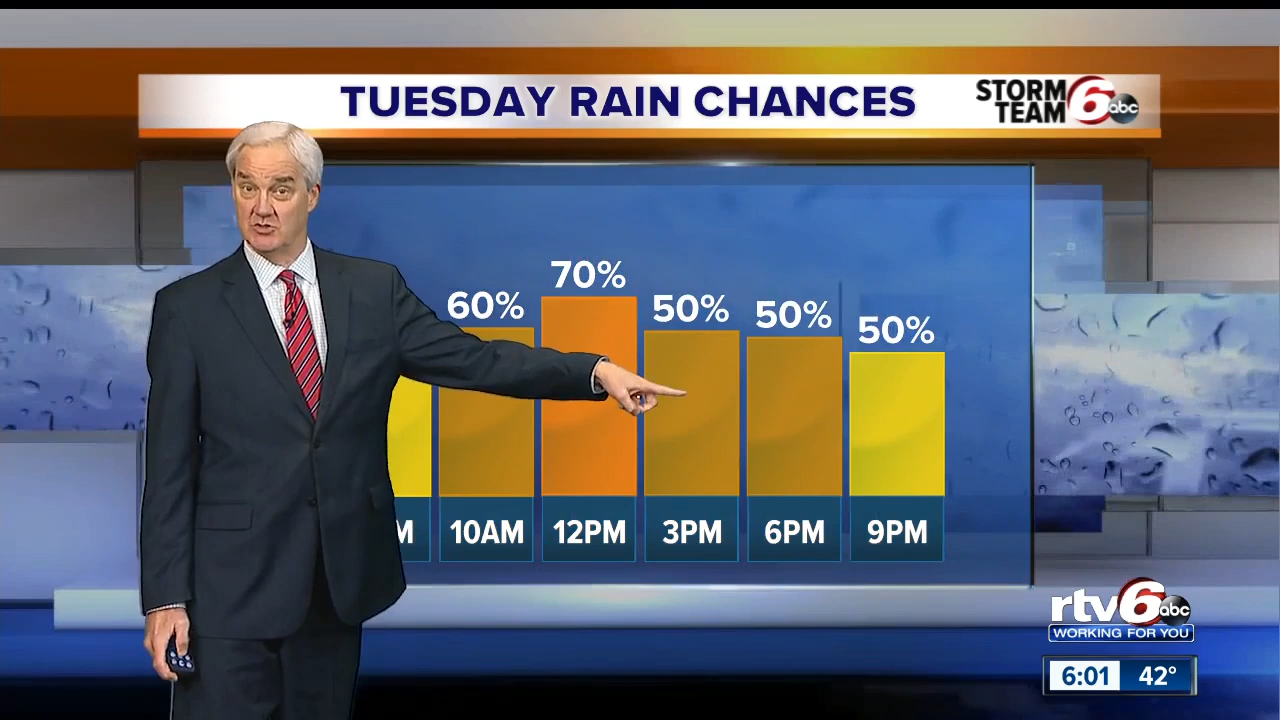 TUESDAY RAIN CHANCES
STORM
TEAM 6 abc
60% 70% 50% 50% 50%
M 10AM 12PM 3PM 6PM 9PM
rtv6 abc
WORKING FOR YOU
6:01 42°